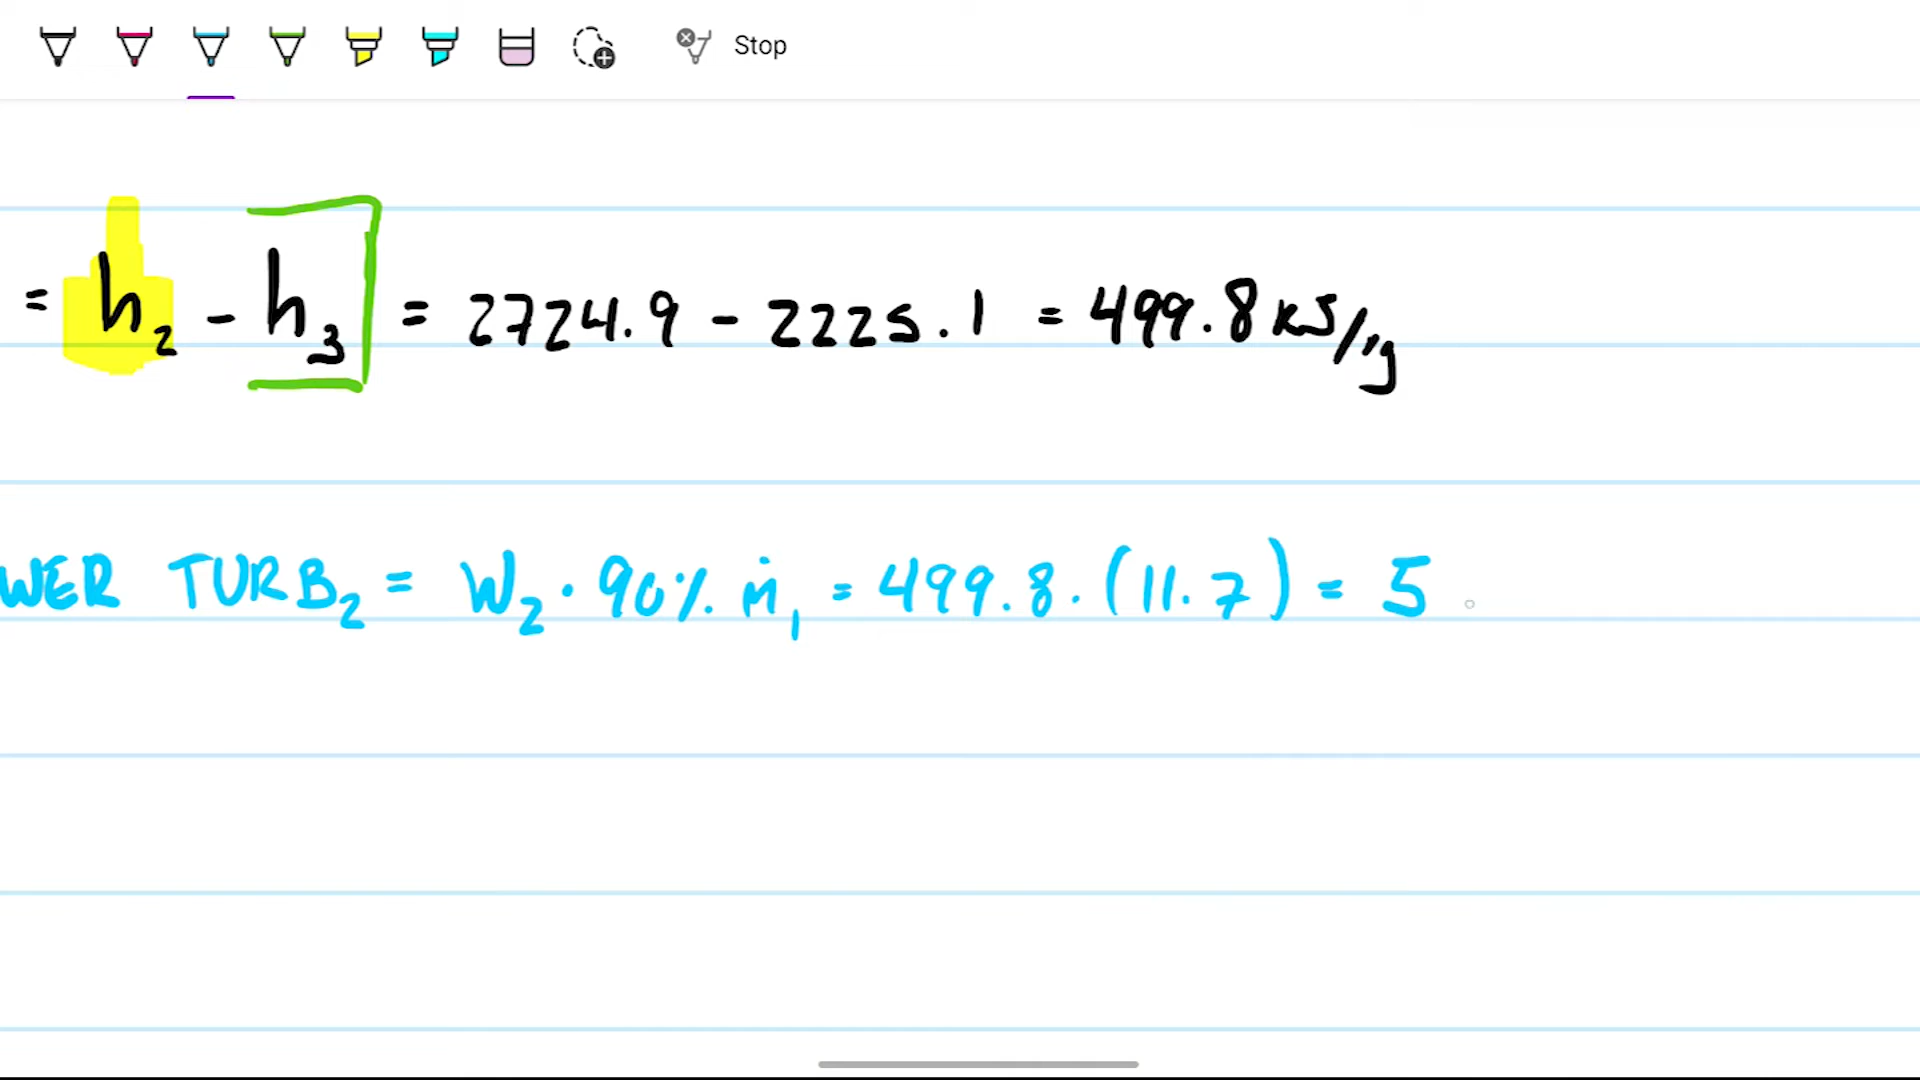 Stop
= h₂ - h₃ = 2724.9 - 2225.1 = 499.8 kJ/kg
WER TURB₂ = W₂ · 90% ṁ₁ = 499.8 · (11.7) = 5